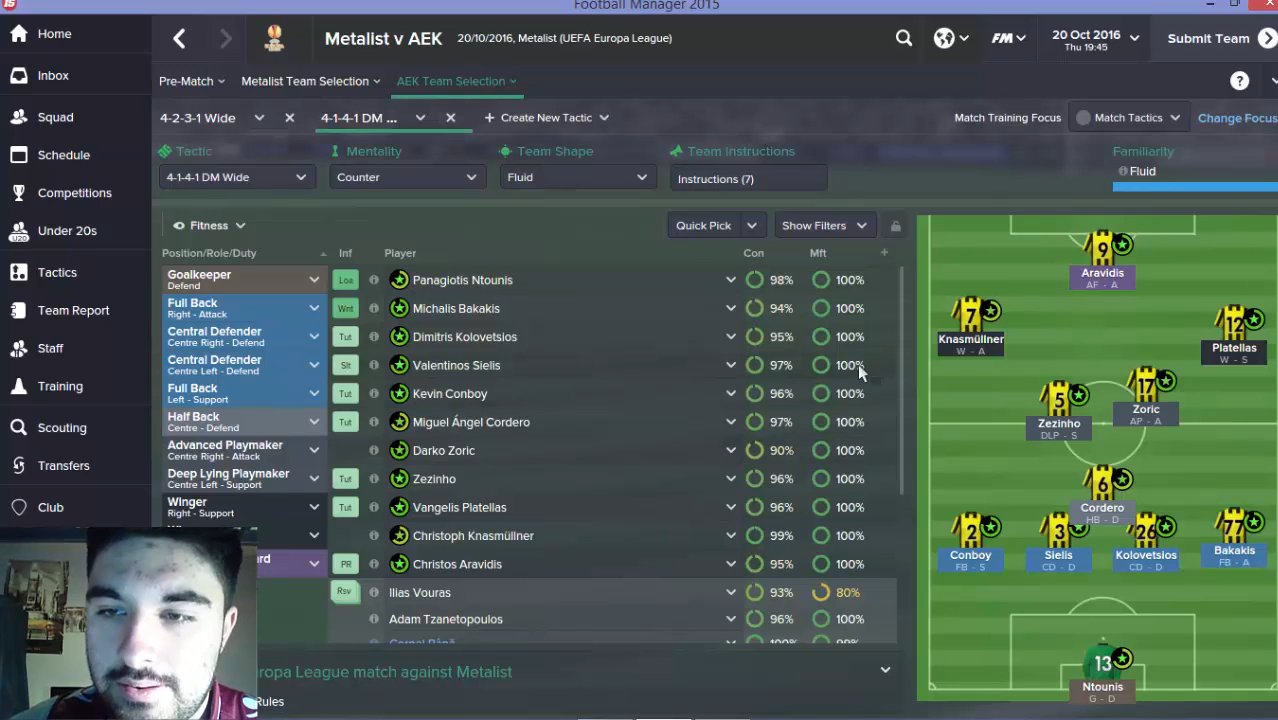 Football Manager 2015
Home
Inbox
Squad
Schedule
Competitions
Under 20s
Tactics
Team Report
Staff
Training
Scouting
Transfers
Club
Metalist v AEK
20/10/2016, Metalist (UEFA Europa League)
FM
20 Oct 2016
Thu 19:45
Submit Team
Pre-Match
Metalist Team Selection
AEK Team Selection
?
4-2-3-1 Wide
4-1-4-1 DM ...
Create New Tactic
Match Training Focus
Match Tactics
Change Focus
Tactic
Mentality
Team Shape
Team Instructions
Familiarity
4-1-4-1 DM Wide
Counter
Fluid
Instructions (7)
Fluid
Fitness
Quick Pick
Show Filters
Position/Role/Duty Inf Player Con Mft
Goalkeeper
Defend
Loa Panagiotis Ntounis 98% 100%
Full Back
Right - Attack
Wnt Michalis Bakakis 94% 100%
Central Defender
Centre Right - Defend
Tut Dimitris Kolovetsios 95% 100%
Central Defender
Centre Left - Defend
Slt Valentinos Sielis 97% 100%
Full Back
Left - Support
Tut Kevin Conboy 96% 100%
Half Back
Centre - Defend
Tut Miguel Ángel Cordero 97% 100%
Advanced Playmaker
Centre Right - Attack
Darko Zoric 90% 100%
Deep Lying Playmaker
Centre Left - Support
Tut Zezinho 96% 100%
Winger
Right - Support
Tut Vangelis Platellas 96% 100%
Christoph Knasmüllner 99% 100%
PR Christos Aravidis 95% 100%
Rsv Ilias Vouras 93% 80%
Adam Tzanetopoulos 96% 100%
uropa League match against Metalist
Rules
9
Aravidis
AF - A
7
Knasmüllner
W - A
12
Platellas
W - S
5
Zezinho
DLP - S
17
Zoric
AP - A
6
Cordero
HB - D
2
Conboy
FB - S
3
Sielis
CD - D
26
Kolovetsios
CD - D
77
Bakakis
FB - A
13
Ntounis
G - D